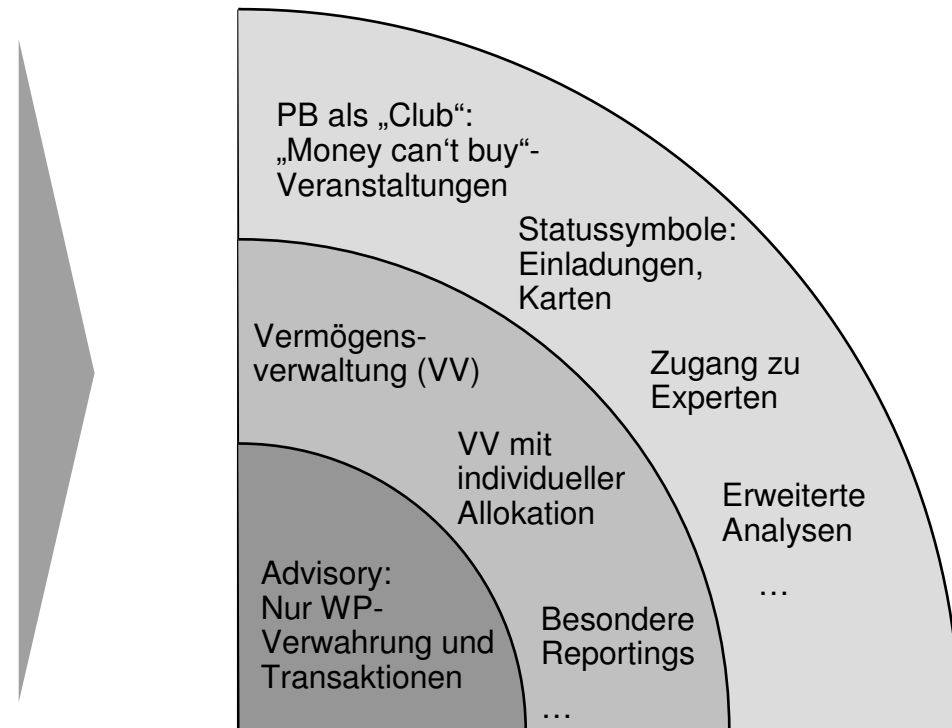 PB als „Club“:
„Money can‘t buy“-
Veranstaltungen
Statussymbole:
Einladungen,
Karten
Zugang zu
Experten
Erweiterte
Analysen
…
Vermögens-
verwaltung (VV)
VV mit
individueller
Allokation
Besondere
Reportings
…
Advisory:
Nur WP-
Verwahrung und
Transaktionen